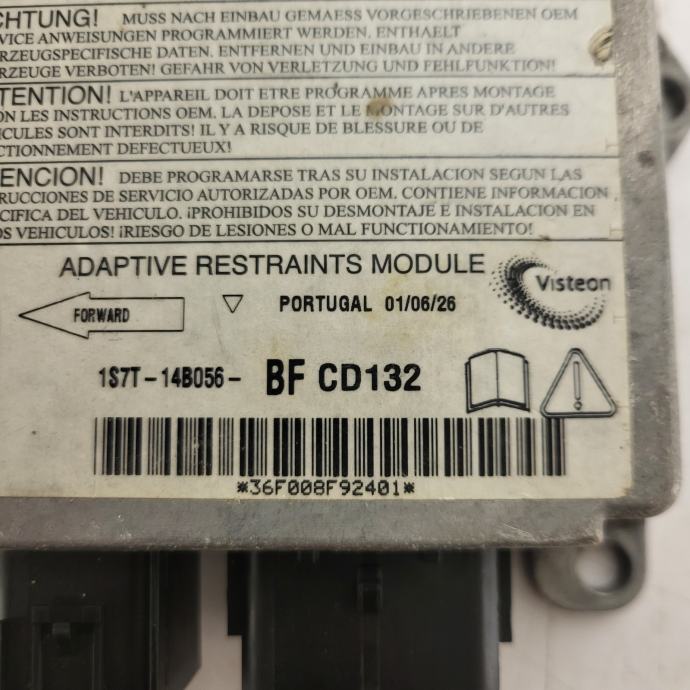 CHTUNG! MUSS NACH EINBAU GEMAESS VORGESCHRIEBENEN OEM
VICE ANWEISUNGEN PROGRAMMIERT WERDEN, ENTHAELT
RZEUGSPEZIFISCHE DATEN, ENTFERNEN UND EINBAU IN ANDERE
RZEUGE VERBOTEN! GEFAHR VON VERLETZUNG UND FEHLFUNKTION!
TENTION! L'APPAREIL DOIT ETRE PROGRAMME APRES MONTAGE
ON LES INSTRUCTIONS OEM, LA DEPOSE ET LE MONTAGE SUR D'AUTRES
HICULES SONT INTERDITS! IL Y A RISQUE DE BLESSURE OU DE
CTIONNEMENT DEFECTUEUX!
ENCION! DEBE PROGRAMARSE TRAS SU INSTALACION SEGUN LAS
TRUCCIONES DE SERVICIO AUTORIZADAS POR OEM, CONTIENE INFORMACION
ECIFICA DEL VEHICULO. ¡PROHIBIDOS SU DESMONTAJE E INSTALACION EN
OS VEHICULOS! ¡RIESGO DE LESIONES O MAL FUNCIONAMIENTO!
ADAPTIVE RESTRAINTS MODULE
Visteon
FORWARD
PORTUGAL 01/06/26
1S7T-14B056- BF CD132
*36F008F92401*